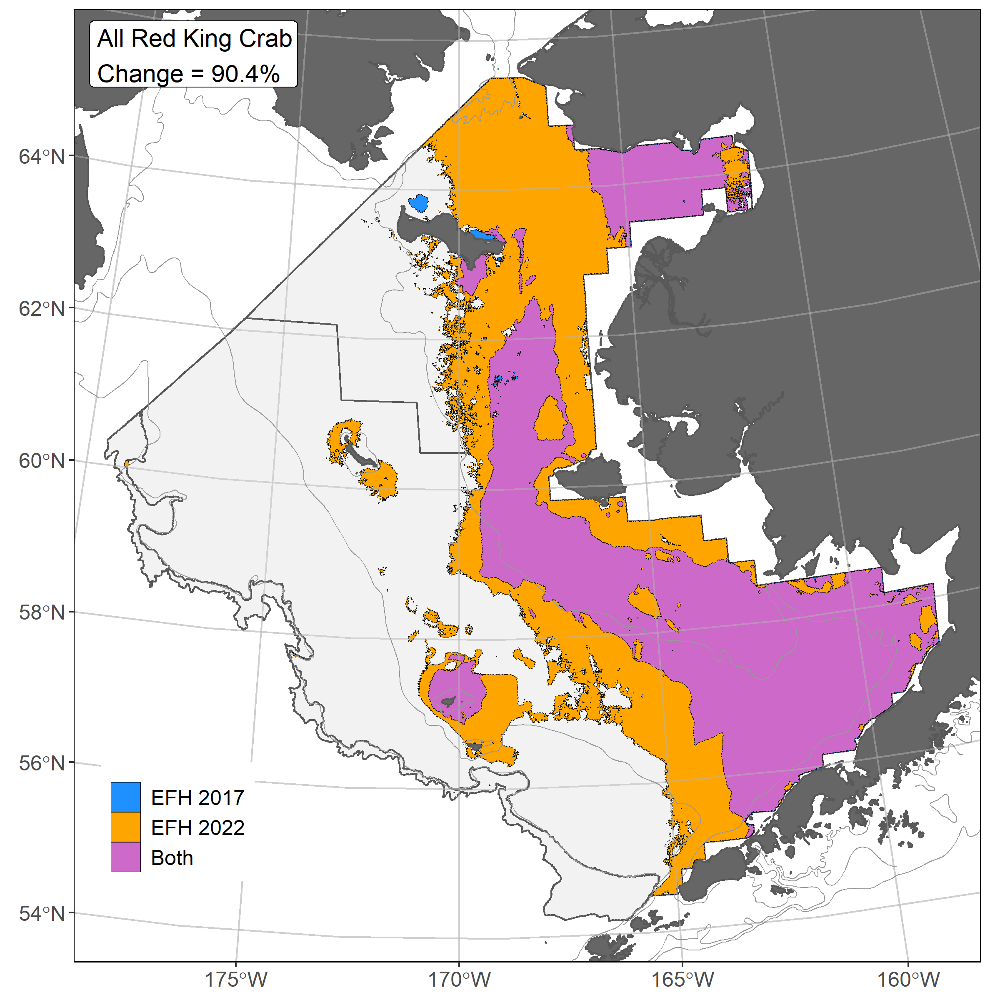 All Red King Crab
Change = 90.4%
64°N
62°N
60°N
58°N
56°N
54°N
EFH 2017
EFH 2022
Both
175°W
170°W
165°W
160°W